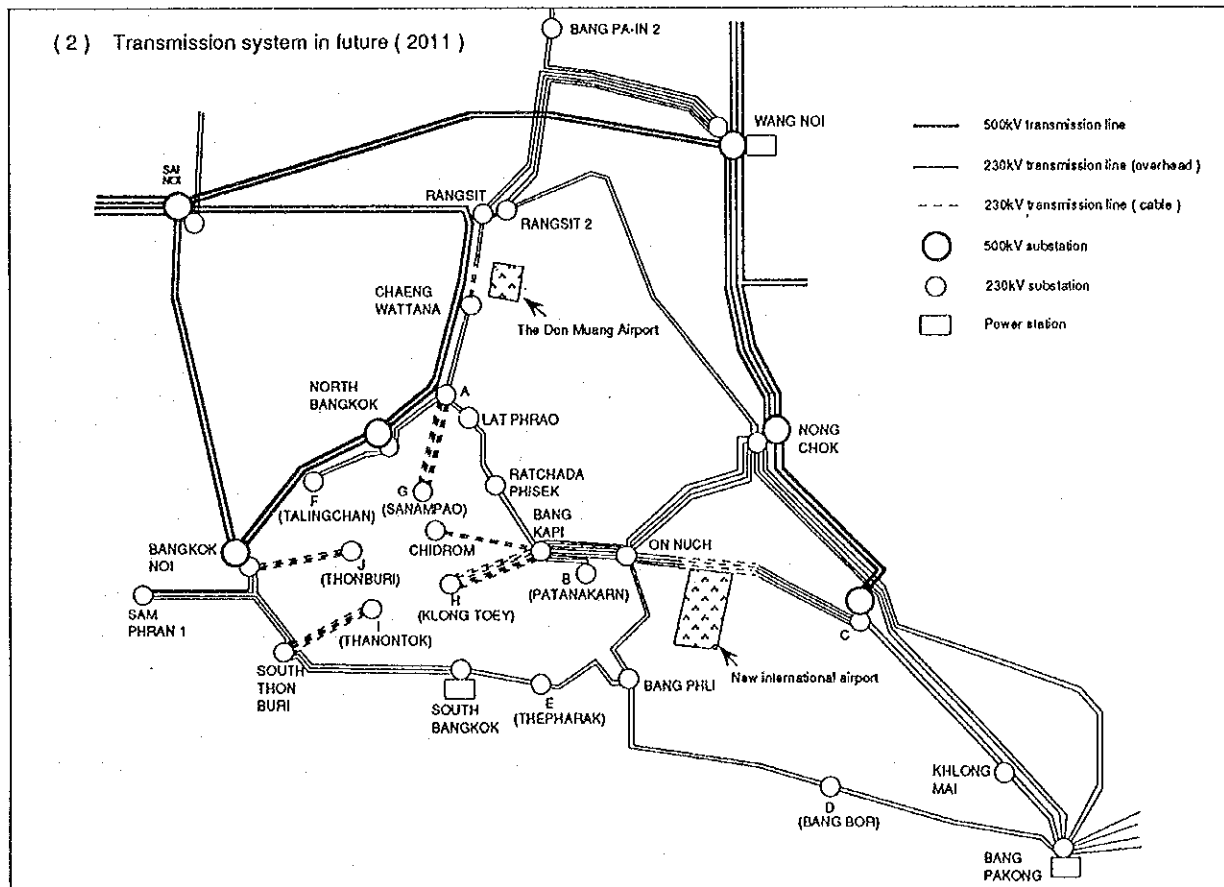 ( 2 ) Transmission system in future ( 2011 )
BANG PA-IN 2
WANG NOI
500kV transmission line
230kV transmission line (overhead )
230kV transmission line ( cable )
500kV substation
230kV substation
Power station
SAI
NOI
RANGSIT
RANGSIT 2
CHAENG
WATTANA
The Don Muang Airport
NORTH
BANGKOK
A
LAT PHRAO
NONG
CHOK
RATCHADA
PHISEK
F
(TALINGCHAN)
G
(SANAMPAO)
BANG
KAPI
CHIDROM
ON NUCH
BANGKOK
NOI
J
(THONBURI)
B
(PATANAKARN)
H
(KLONG TOEY)
SAM
PHRAN 1
I
(THANONTOK)
C
SOUTH
THON
BURI
New international airport
BANG PHLI
SOUTH
BANGKOK
E
(THEPHARAK)
KHLONG
MAI
D
(BANG BOR)
BANG
PAKONG